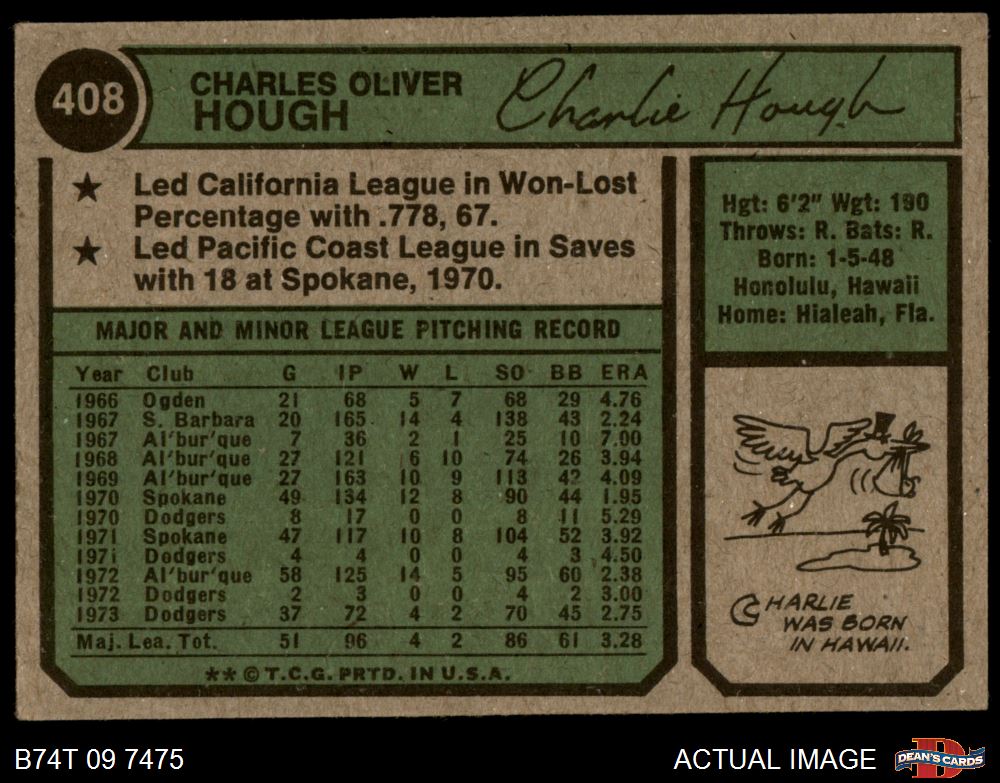 408
CHARLES OLIVER
HOUGH
Charlie Hough
★ Led California League in Won-Lost
Percentage with .778, 67.
★ Led Pacific Coast League in Saves
with 18 at Spokane, 1970.
Hgt: 6'2" Wgt: 190
Throws: R. Bats: R.
Born: 1-5-48
Honolulu, Hawaii
Home: Hialeah, Fla.
MAJOR AND MINOR LEAGUE PITCHING RECORD
Year Club G IP W L SO BB ERA
1966 Ogden 21 68 5 7 68 29 4.76
1967 S. Barbara 20 165 14 4 138 43 2.24
1967 Al'bur'que 7 36 2 1 25 10 7.00
1968 Al'bur'que 27 121 6 10 74 26 3.94
1969 Al'bur'que 27 163 10 9 113 42 4.09
1970 Spokane 49 134 12 8 90 44 1.95
1970 Dodgers 8 17 0 0 8 11 5.29
1971 Spokane 47 117 10 8 104 52 3.92
1971 Dodgers 4 4 0 0 4 3 4.50
1972 Al'bur'que 58 125 14 5 95 60 2.38
1972 Dodgers 2 3 0 0 4 2 3.00
1973 Dodgers 37 72 4 2 70 45 2.75
Maj. Lea. Tot. 51 96 4 2 86 61 3.28
** © T.C.G. PRTD. IN U.S.A.
CHARLIE
WAS BORN
IN HAWAII.
B74T 09 7475
ACTUAL IMAGE
D
DEAN'S CARDS